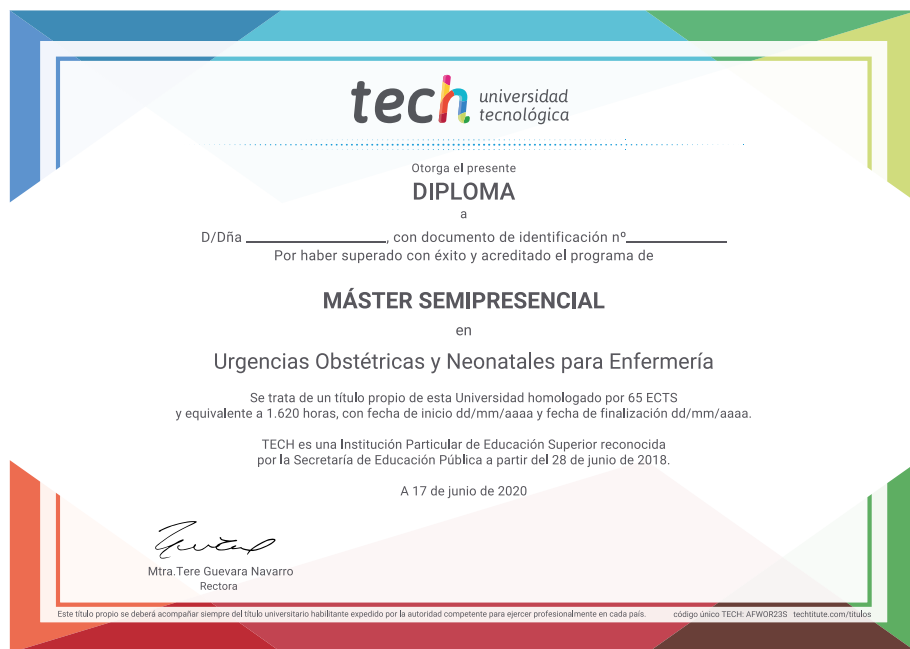 tech universidad
tecnológica
Otorga el presente
DIPLOMA
a
D/Dña ________________, con documento de identificación nº____________
Por haber superado con éxito y acreditado el programa de
MÁSTER SEMIPRESENCIAL
en
Urgencias Obstétricas y Neonatales para Enfermería
Se trata de un título propio de esta Universidad homologado por 65 ECTS
y equivalente a 1.620 horas, con fecha de inicio dd/mm/aaaa y fecha de finalización dd/mm/aaaa.
TECH es una Institución Particular de Educación Superior reconocida
por la Secretaría de Educación Pública a partir del 28 de junio de 2018.
A 17 de junio de 2020
Mtra.Tere Guevara Navarro
Rectora
Este título propio se deberá acompañar siempre del título universitario habilitante expedido por la autoridad competente para ejercer profesionalmente en cada país. código único TECH: AFWOR23S techtitute.com/titulos